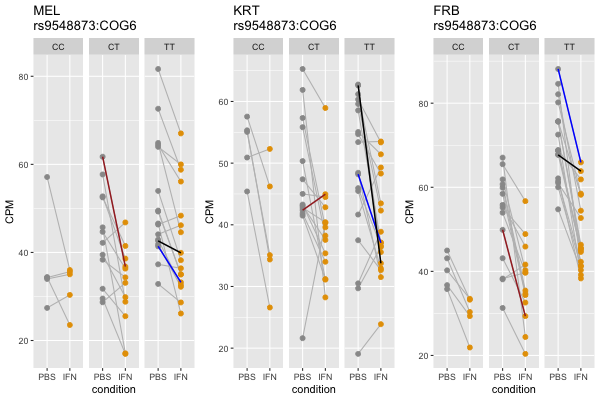 MEL
rs9548873:COG6
CC CT TT
CPM
80
60
40
20
PBS IFN PBS IFN PBS IFN
condition
KRT
rs9548873:COG6
CC CT TT
CPM
60
50
40
30
20
PBS IFN PBS IFN PBS IFN
condition
FRB
rs9548873:COG6
CC CT TT
CPM
80
60
40
20
PBS IFN PBS IFN PBS IFN
condition